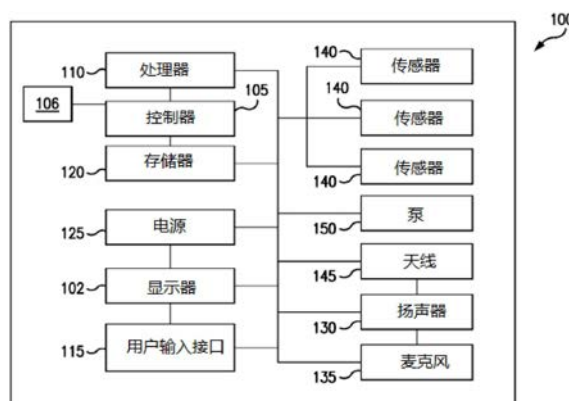 100
110
处理器
106
控制器
105
存储器
120
125
电源
102
显示器
115
用户输入接口
140
传感器
140
传感器
传感器
140
泵
150
天线
145
扬声器
130
麦克风
135